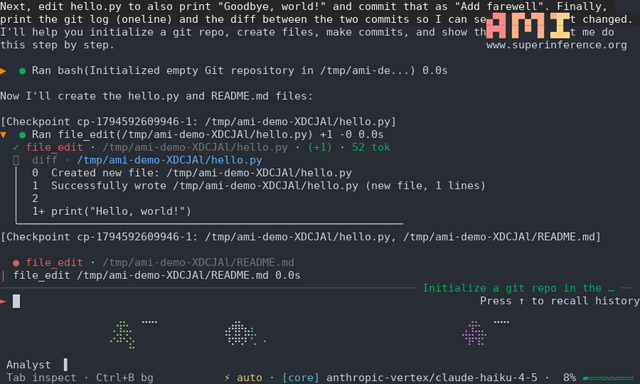 Next, edit hello.py to also print "Goodbye, world!" and commit that as "Add farewell". Finally,
print the git log (oneline) and the diff between the two commits so I can se t changed.
I'll help you initialize a git repo, create files, make commits, and show th t me do
this step by step.
AMI
www.superinference.org
▶ ● Ran bash(Initialized empty Git repository in /tmp/ami-de...) 0.0s
Now I'll create the hello.py and README.md files:
[Checkpoint cp-1794592609946-1: /tmp/ami-demo-XDCJAl/hello.py]
▼ ● Ran file_edit(/tmp/ami-demo-XDCJAl/hello.py) +1 -0 0.0s
✓ file_edit · /tmp/ami-demo-XDCJAl/hello.py · (+1) · 52 tok
diff · /tmp/ami-demo-XDCJAl/hello.py
0 Created new file: /tmp/ami-demo-XDCJAl/hello.py
1 Successfully wrote /tmp/ami-demo-XDCJAl/hello.py (new file, 1 lines)
2
1+ print("Hello, world!")
[Checkpoint cp-1794592609946-1: /tmp/ami-demo-XDCJAl/hello.py, /tmp/ami-demo-XDCJAl/README.md]
● file_edit · /tmp/ami-demo-XDCJAl/README.md
| file_edit /tmp/ami-demo-XDCJAl/README.md 0.0s
Initialize a git repo in the …
Press ↑ to recall history
Analyst
Tab inspect · Ctrl+B bg ⚡ auto · [core] anthropic-vertex/claude-haiku-4-5 · 8%